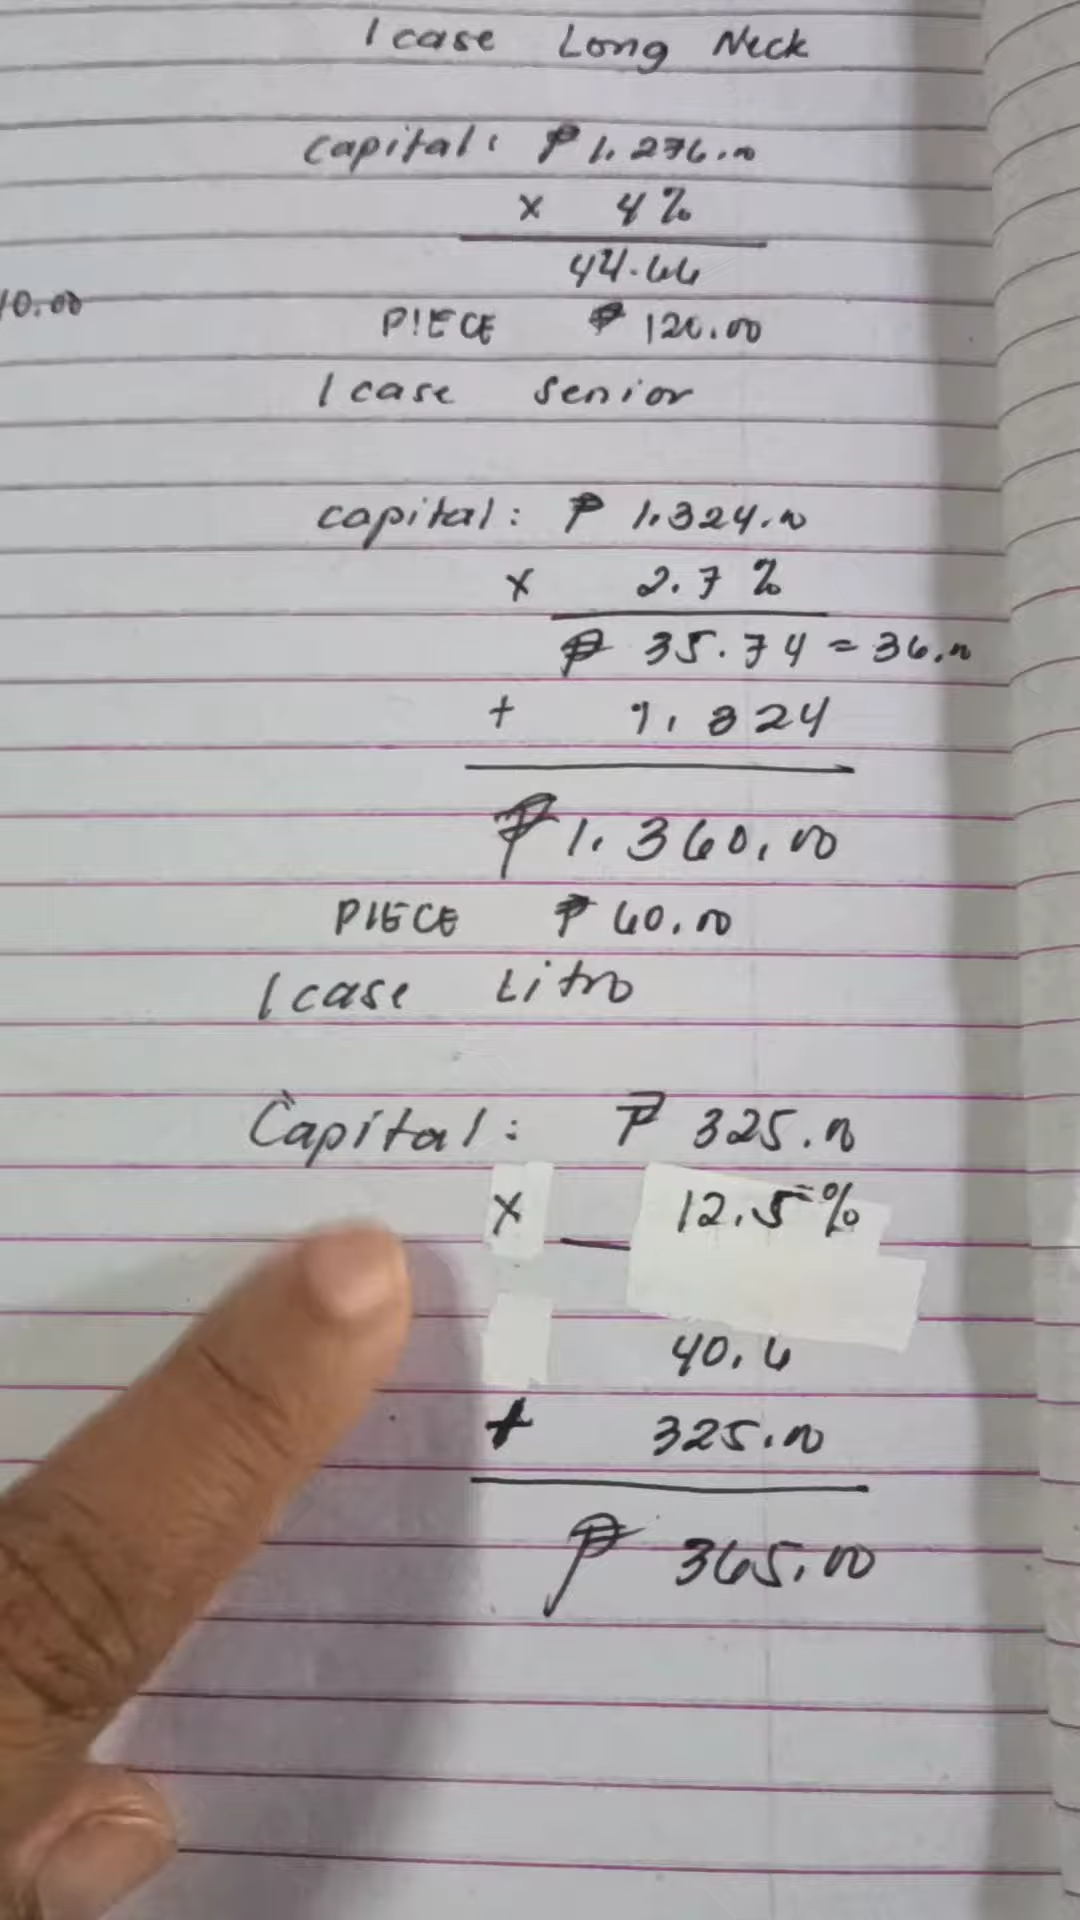 1 case Long Neck
Capital: ₱ 1.276.00
x 4%
44.66
10.00
PIECE ₱ 120.00
1 case Senior
capital: ₱ 1.324.00
x 2.7 %
₱ 35.74 = 36.00
+ 1.324
₱ 1.360.00
PIECE ₱ 60.00
1 case Litro
Capital: ₱ 325.00
x 12.5%
40.6
+ 325.00
₱ 365.00